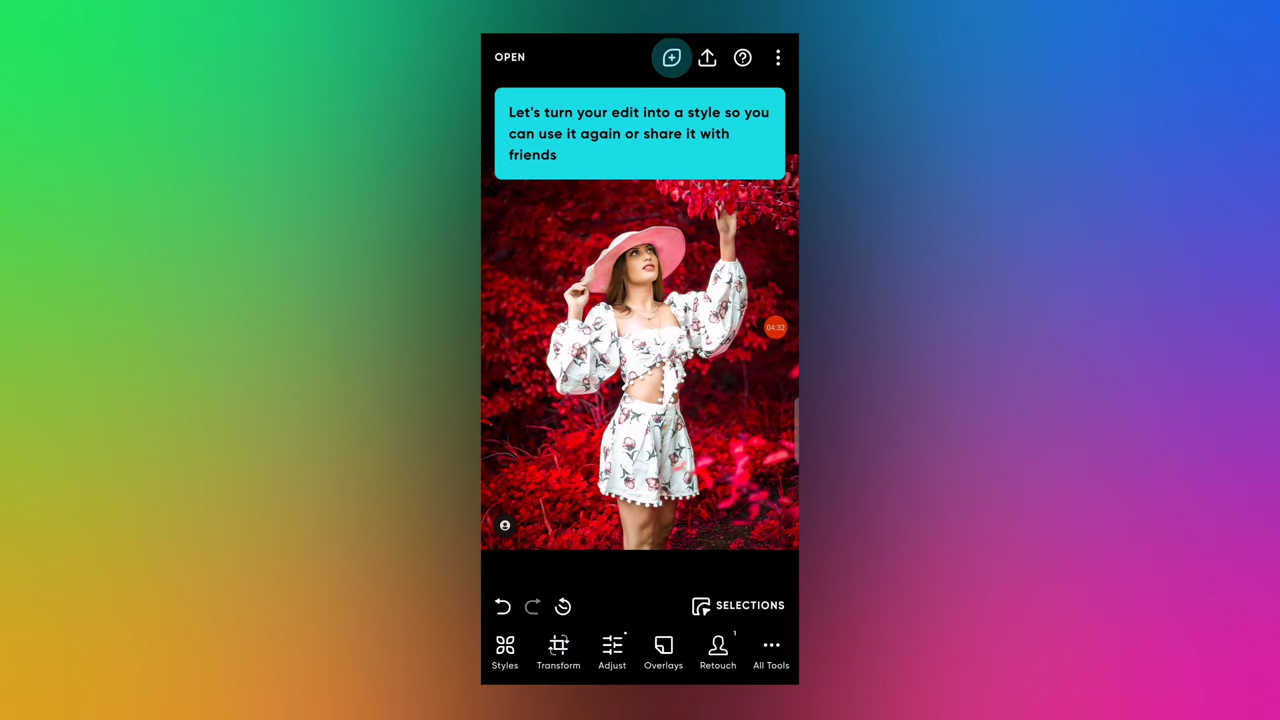 OPEN
Let's turn your edit into a style so you
can use it again or share it with
friends
04:32
SELECTIONS
1
Styles Transform Adjust Overlays Retouch All Tools